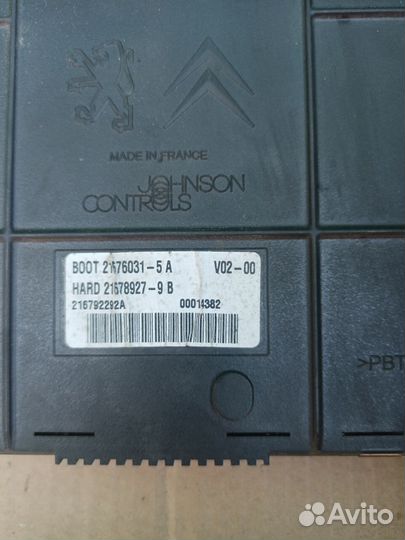 MADE IN FRANCE
JOHNSON
CONTROLS
BOOT 21676031-5 A V02-00
HARD 21678927-9 B
216792292A 00014382
>PBT
Avito